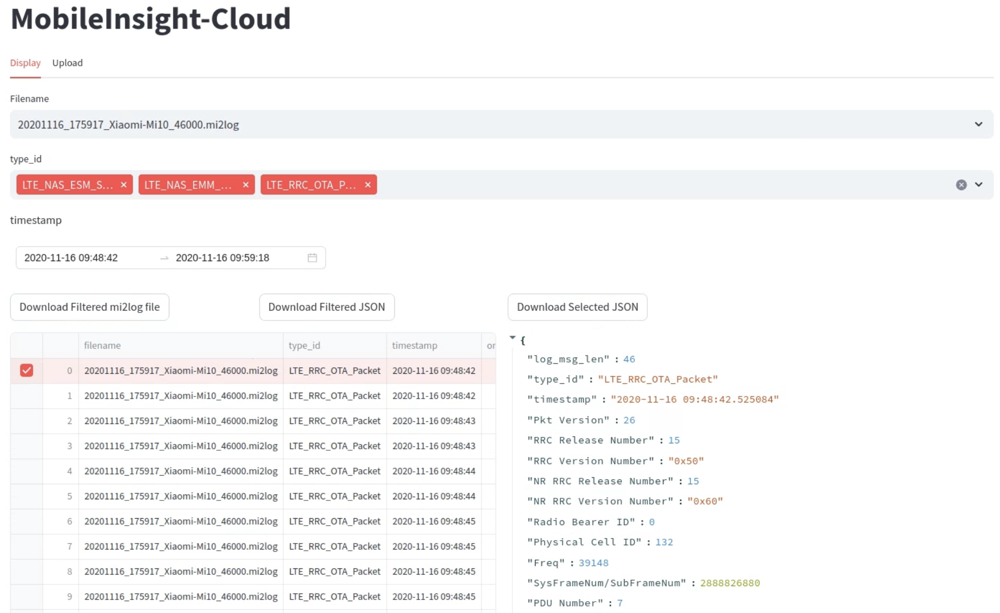 MobileInsight-Cloud
Display Upload
Filename
20201116_175917_Xiaomi-Mi10_46000.mi2log
type_id
LTE_NAS_ESM_S... × LTE_NAS_EMM_... × LTE_RRC_OTA_P... ×
timestamp
2020-11-16 09:48:42 → 2020-11-16 09:59:18
Download Filtered mi2log file
Download Filtered JSON
Download Selected JSON
filename type_id timestamp or
0 20201116_175917_Xiaomi-Mi10_46000.mi2log LTE_RRC_OTA_Packet 2020-11-16 09:48:42
1 20201116_175917_Xiaomi-Mi10_46000.mi2log LTE_RRC_OTA_Packet 2020-11-16 09:48:42
2 20201116_175917_Xiaomi-Mi10_46000.mi2log LTE_RRC_OTA_Packet 2020-11-16 09:48:43
3 20201116_175917_Xiaomi-Mi10_46000.mi2log LTE_RRC_OTA_Packet 2020-11-16 09:48:43
4 20201116_175917_Xiaomi-Mi10_46000.mi2log LTE_RRC_OTA_Packet 2020-11-16 09:48:44
5 20201116_175917_Xiaomi-Mi10_46000.mi2log LTE_RRC_OTA_Packet 2020-11-16 09:48:44
6 20201116_175917_Xiaomi-Mi10_46000.mi2log LTE_RRC_OTA_Packet 2020-11-16 09:48:45
7 20201116_175917_Xiaomi-Mi10_46000.mi2log LTE_RRC_OTA_Packet 2020-11-16 09:48:45
8 20201116_175917_Xiaomi-Mi10_46000.mi2log LTE_RRC_OTA_Packet 2020-11-16 09:48:45
9 20201116_175917_Xiaomi-Mi10_46000.mi2log LTE_RRC_OTA_Packet 2020-11-16 09:48:45
{
"log_msg_len" : 46
"type_id" : "LTE_RRC_OTA_Packet"
"timestamp" : "2020-11-16 09:48:42.525084"
"Pkt Version" : 26
"RRC Release Number" : 15
"RRC Version Number" : "0x50"
"NR RRC Release Number" : 15
"NR RRC Version Number" : "0x60"
"Radio Bearer ID" : 0
"Physical Cell ID" : 132
"Freq" : 39148
"SysFrameNum/SubFrameNum" : 2888826880
"PDU Number" : 7